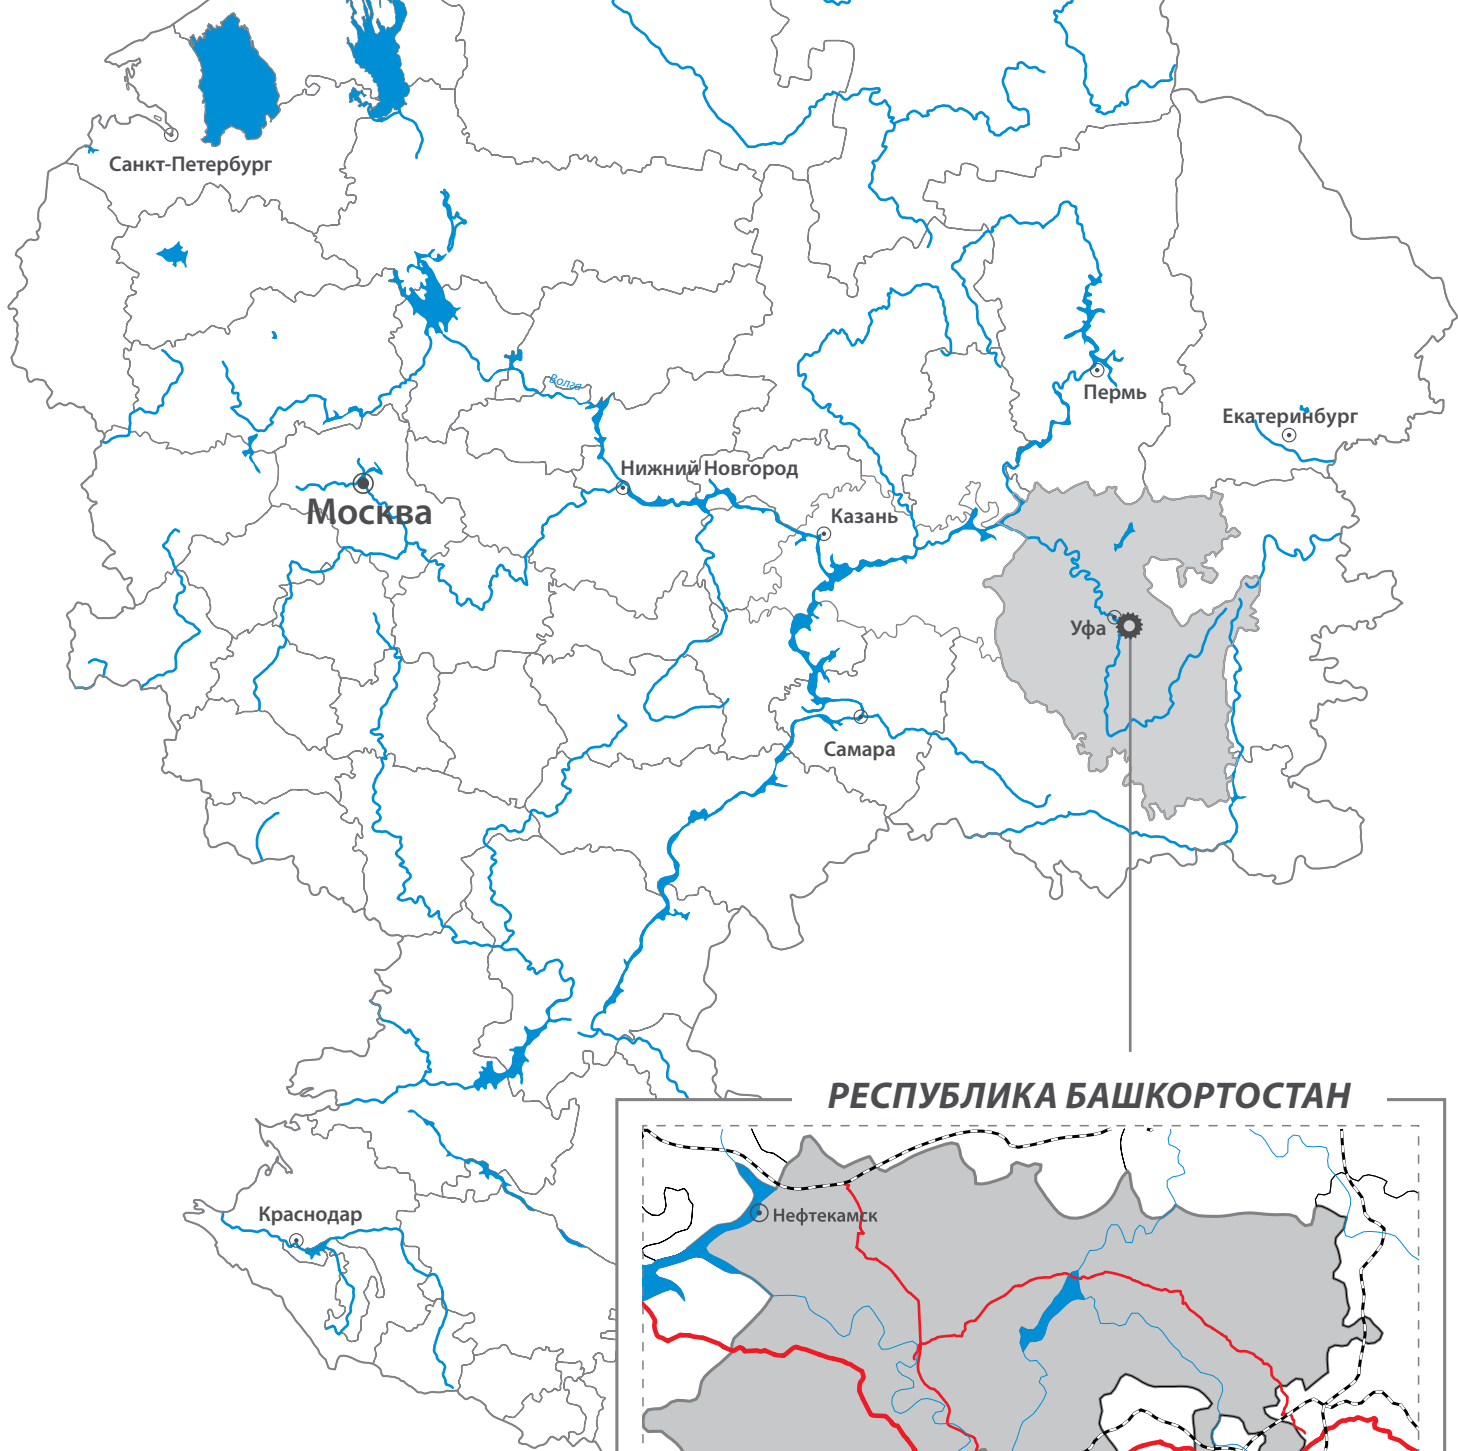 Санкт-Петербург
Волга
Пермь
Екатеринбург
Нижний Новгород
Москва
Казань
Уфа
Самара
РЕСПУБЛИКА БАШКОРТОСТАН
Краснодар
Нефтекамск